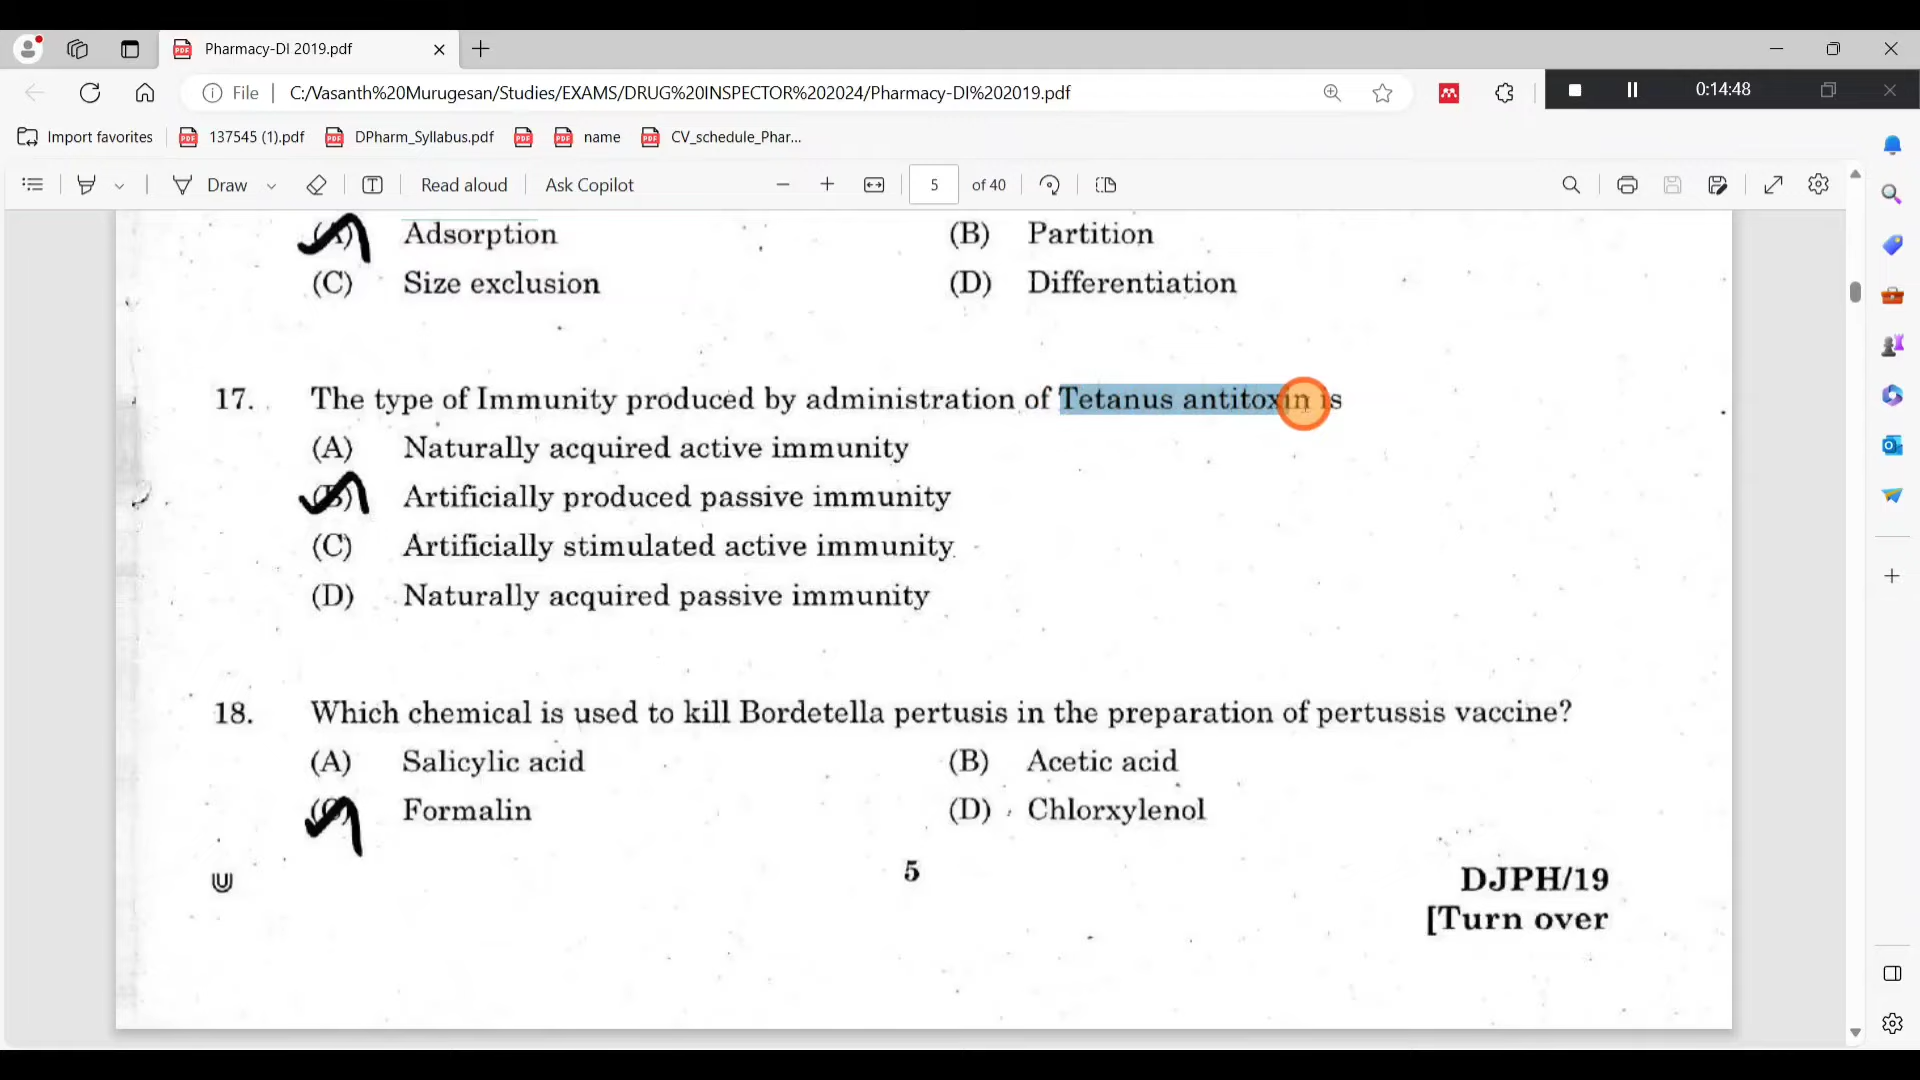 Pharmacy-DI 2019.pdf
File C:/Vasanth%20Murugesan/Studies/EXAMS/DRUG%20INSPECTOR%202024/Pharmacy-DI%202019.pdf
0:14:48
Import favorites 137545 (1).pdf DPharm_Syllabus.pdf name CV_schedule_Phar...
Draw Read aloud Ask Copilot 5 of 40
(A) Adsorption (B) Partition
(C) Size exclusion (D) Differentiation
17. The type of Immunity produced by administration of Tetanus antitoxin is
(A) Naturally acquired active immunity
(B) Artificially produced passive immunity
(C) Artificially stimulated active immunity
(D) Naturally acquired passive immunity
18. Which chemical is used to kill Bordetella pertusis in the preparation of pertussis vaccine?
(A) Salicylic acid (B) Acetic acid
(C) Formalin (D) Chlorxylenol
5
DJPH/19
[Turn over